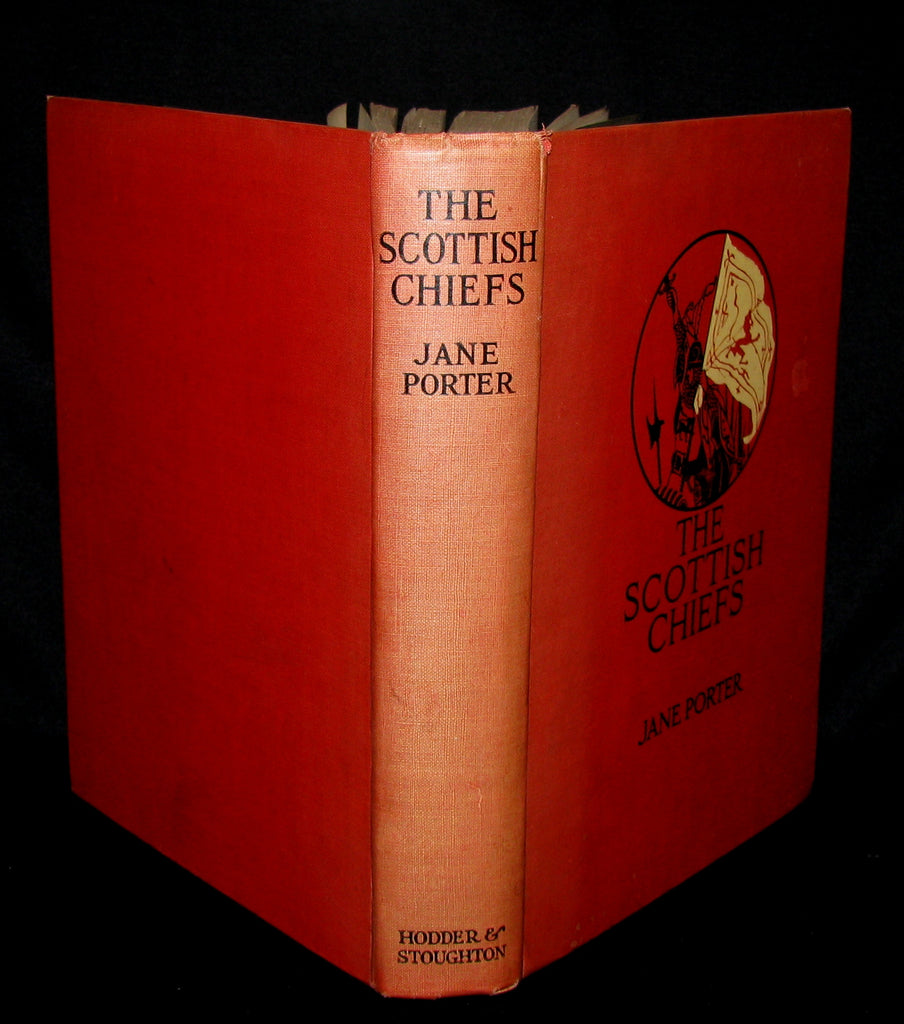 THE
SCOTTISH
CHIEFS
JANE
PORTER
HODDER &
STOUGHTON
THE
SCOTTISH
CHIEFS
JANE PORTER